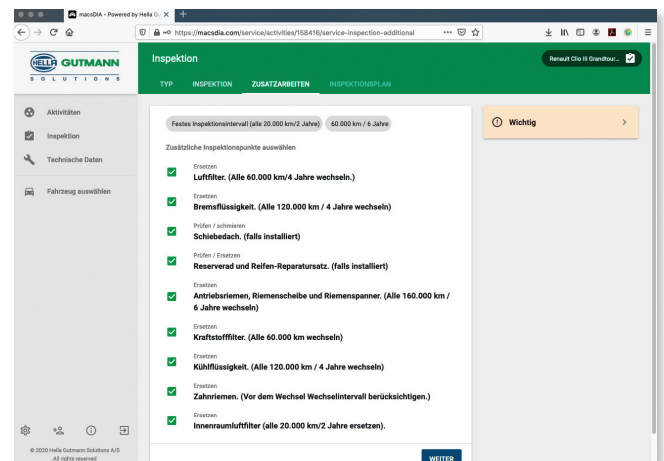 macsDIA - Powered by Hella Gu
https://macsdia.com/service/activities/158416/service-inspection-additional
HELLA GUTMANN
SOLUTIONS
Inspektion
Renault Clio III Grandtour...
TYP INSPEKTION ZUSATZARBEITEN INSPEKTIONSPLAN
Aktivitäten
Inspektion
Technische Daten
Fahrzeug auswählen
Festes Inspektionsintervall (alle 20.000 km/2 Jahre) 60.000 km / 6 Jahre
Wichtig
Zusätzliche Inspektionspunkte auswählen
Ersetzen
Luftfilter. (Alle 60.000 km/4 Jahre wechseln.)
Ersetzen
Bremsflüssigkeit. (Alle 120.000 km / 4 Jahre wechseln)
Prüfen / schmieren
Schiebedach. (falls installiert)
Prüfen / Ersetzen
Reserverad und Reifen-Reparatursatz. (falls installiert)
Ersetzen
Antriebsriemen, Riemenscheibe und Riemenspanner. (Alle 160.000 km /
6 Jahre wechseln)
Ersetzen
Kraftstofffilter. (Alle 60.000 km wechseln)
Ersetzen
Kühlflüssigkeit. (Alle 120.000 km / 4 Jahre wechseln)
Ersetzen
Zahnriemen. (Vor dem Wechsel Wechselintervall berücksichtigen.)
Ersetzen
Innenraumluftfilter (alle 20.000 km/2 Jahre ersetzen).
WEITER
© 2020 Hella Gutmann Solutions A/S
All rights reserved